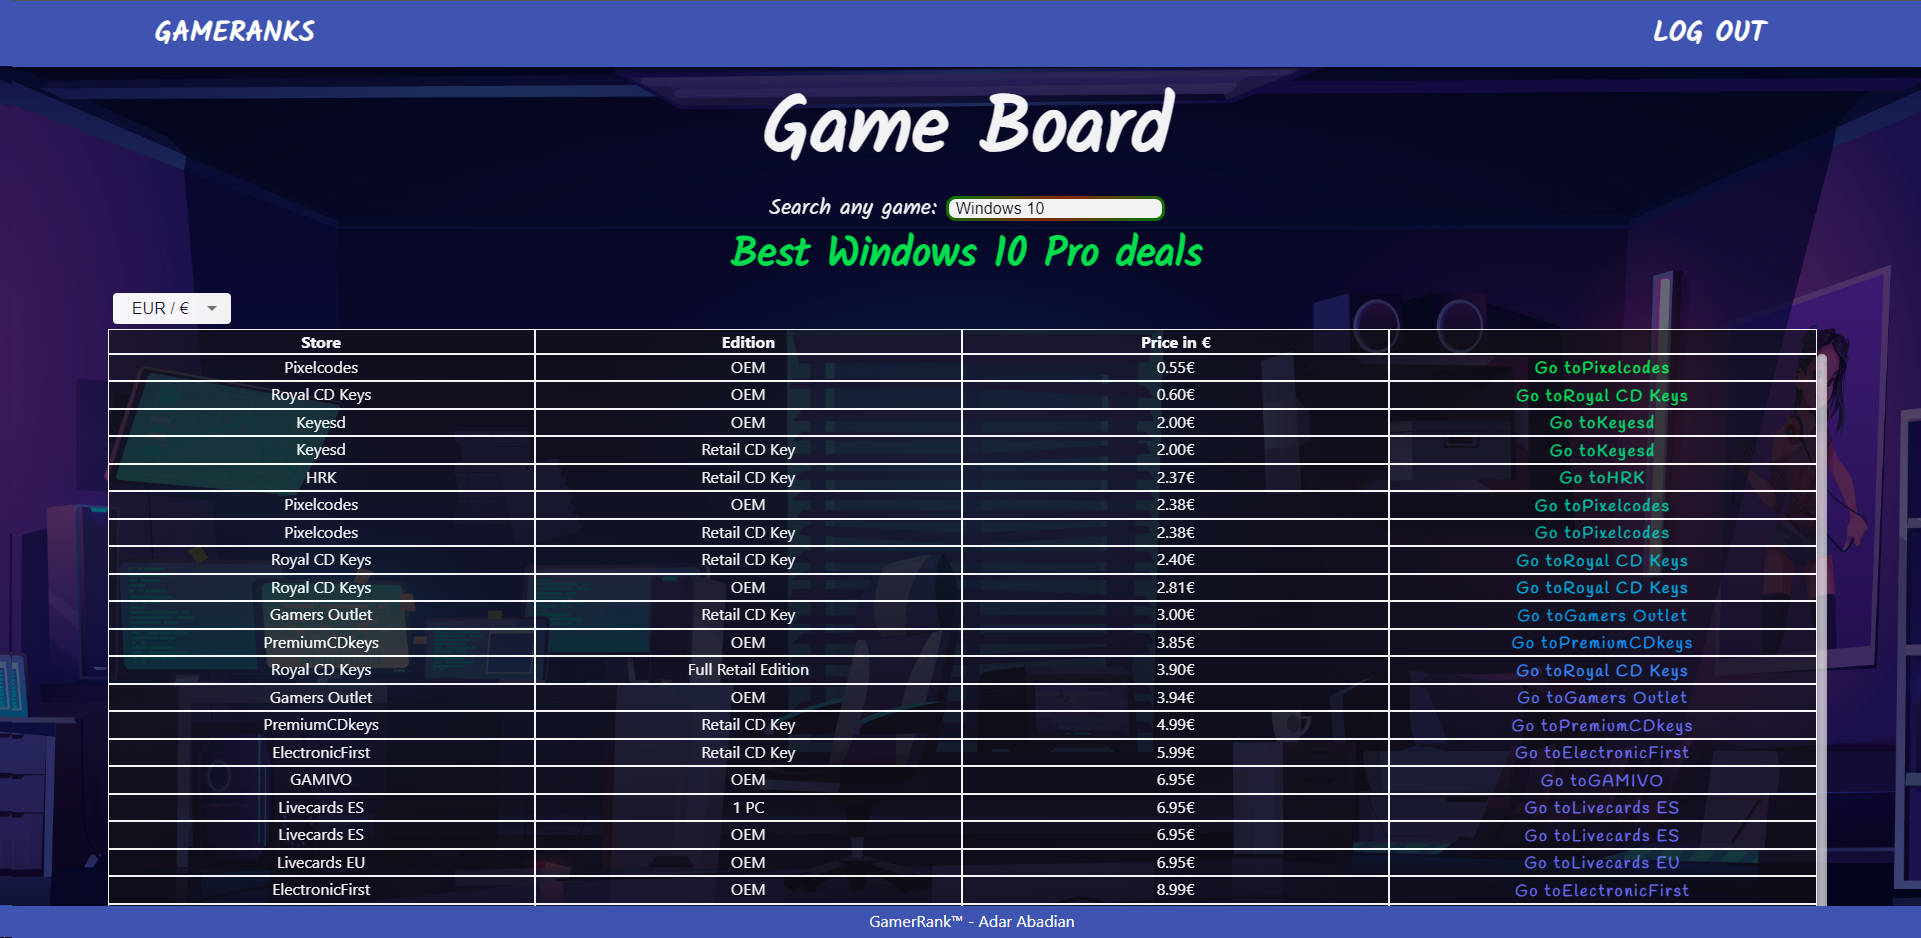 GAMERANKS LOG OUT
Game Board
Search any game: Windows 10
Best Windows 10 Pro deals
EUR / €
Store Edition Price in €
Pixelcodes OEM 0.55€ Go toPixelcodes
Royal CD Keys OEM 0.60€ Go toRoyal CD Keys
Keyesd OEM 2.00€ Go toKeyesd
Keyesd Retail CD Key 2.00€ Go toKeyesd
HRK Retail CD Key 2.37€ Go toHRK
Pixelcodes OEM 2.38€ Go toPixelcodes
Pixelcodes Retail CD Key 2.38€ Go toPixelcodes
Royal CD Keys Retail CD Key 2.40€ Go toRoyal CD Keys
Royal CD Keys OEM 2.81€ Go toRoyal CD Keys
Gamers Outlet Retail CD Key 3.00€ Go toGamers Outlet
PremiumCDkeys OEM 3.85€ Go toPremiumCDkeys
Royal CD Keys Full Retail Edition 3.90€ Go toRoyal CD Keys
Gamers Outlet OEM 3.94€ Go toGamers Outlet
PremiumCDkeys Retail CD Key 4.99€ Go toPremiumCDkeys
ElectronicFirst Retail CD Key 5.99€ Go toElectronicFirst
GAMIVO OEM 6.95€ Go toGAMIVO
Livecards ES 1 PC 6.95€ Go toLivecards ES
Livecards ES OEM 6.95€ Go toLivecards ES
Livecards EU OEM 6.95€ Go toLivecards EU
ElectronicFirst OEM 8.99€ Go toElectronicFirst
GamerRank™ - Adar Abadian